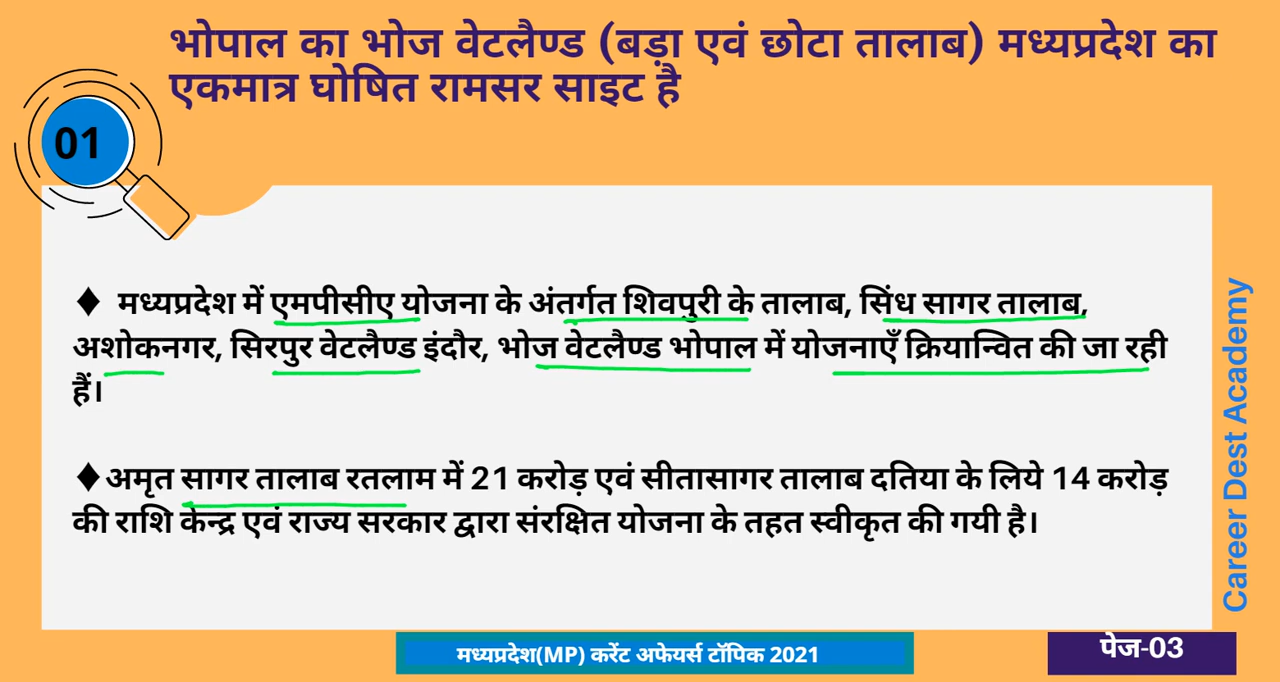 भोपाल का भोज वेटलैण्ड (बड़ा एवं छोटा तालाब) मध्यप्रदेश का
एकमात्र घोषित रामसर साइट है
01
♦ मध्यप्रदेश में एमपीसीए योजना के अंतर्गत शिवपुरी के तालाब, सिंध सागर तालाब,
अशोकनगर, सिरपुर वेटलैण्ड इंदौर, भोज वेटलैण्ड भोपाल में योजनाएँ क्रियान्वित की जा रही
हैं।
♦अमृत सागर तालाब रतलाम में 21 करोड़ एवं सीतासागर तालाब दतिया के लिये 14 करोड़
की राशि केन्द्र एवं राज्य सरकार द्वारा संरक्षित योजना के तहत स्वीकृत की गयी है।
Career Dest Academy
मध्यप्रदेश(MP) करेंट अफेयर्स टॉपिक 2021
पेज-03